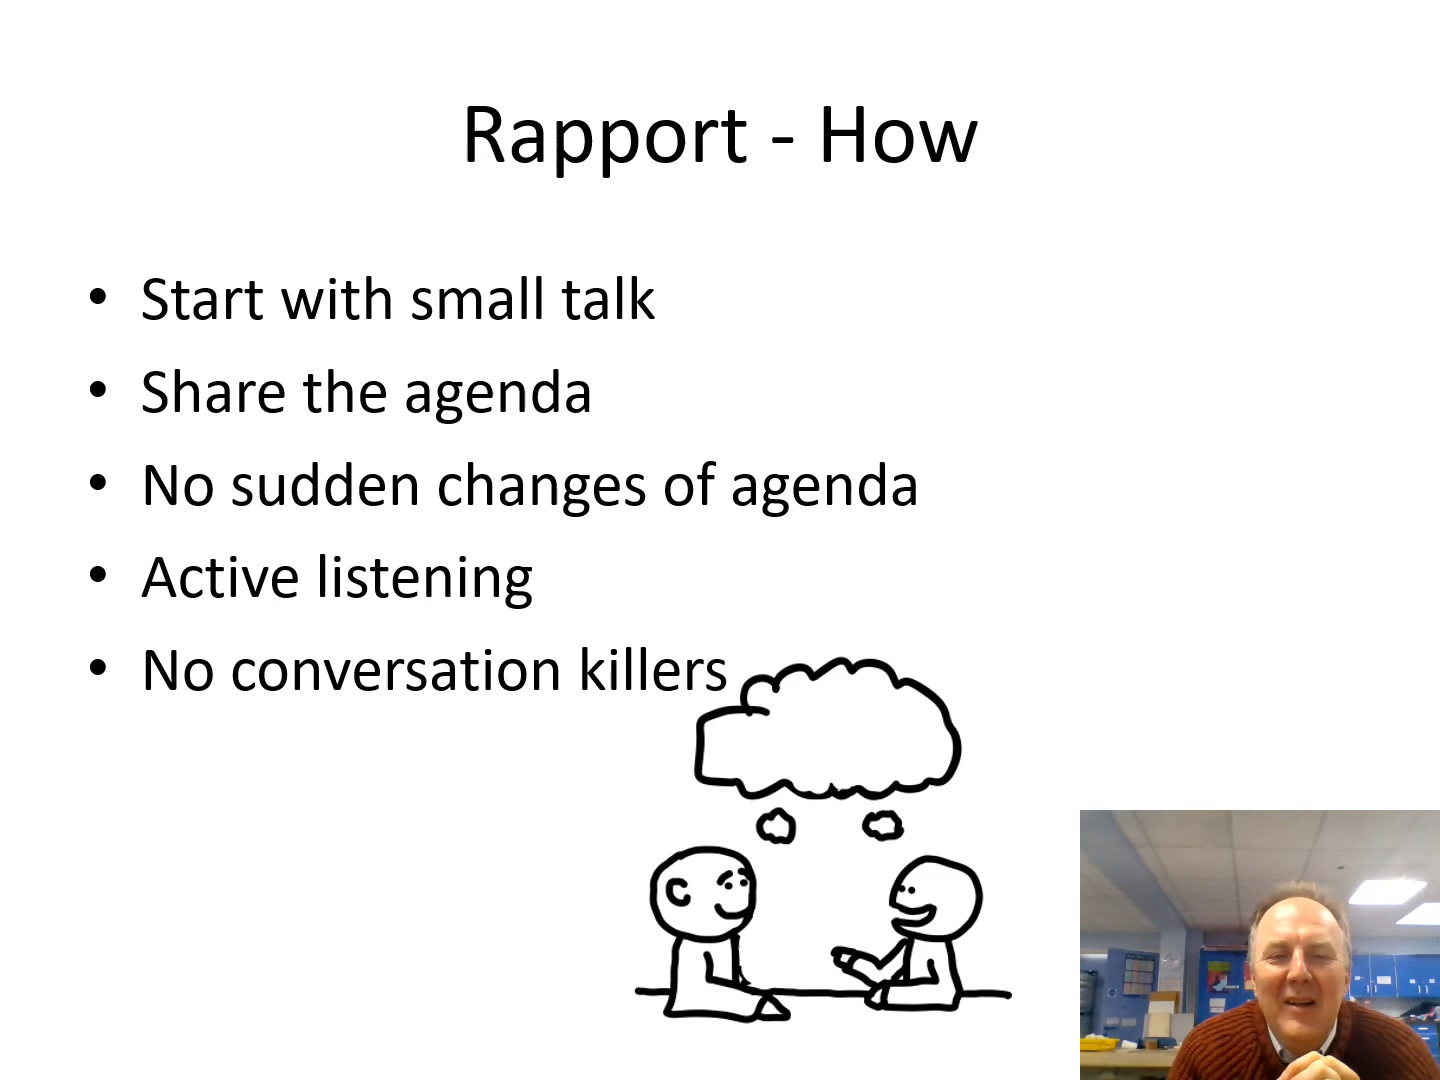 Rapport - How
• Start with small talk
• Share the agenda
• No sudden changes of agenda
• Active listening
• No conversation killers